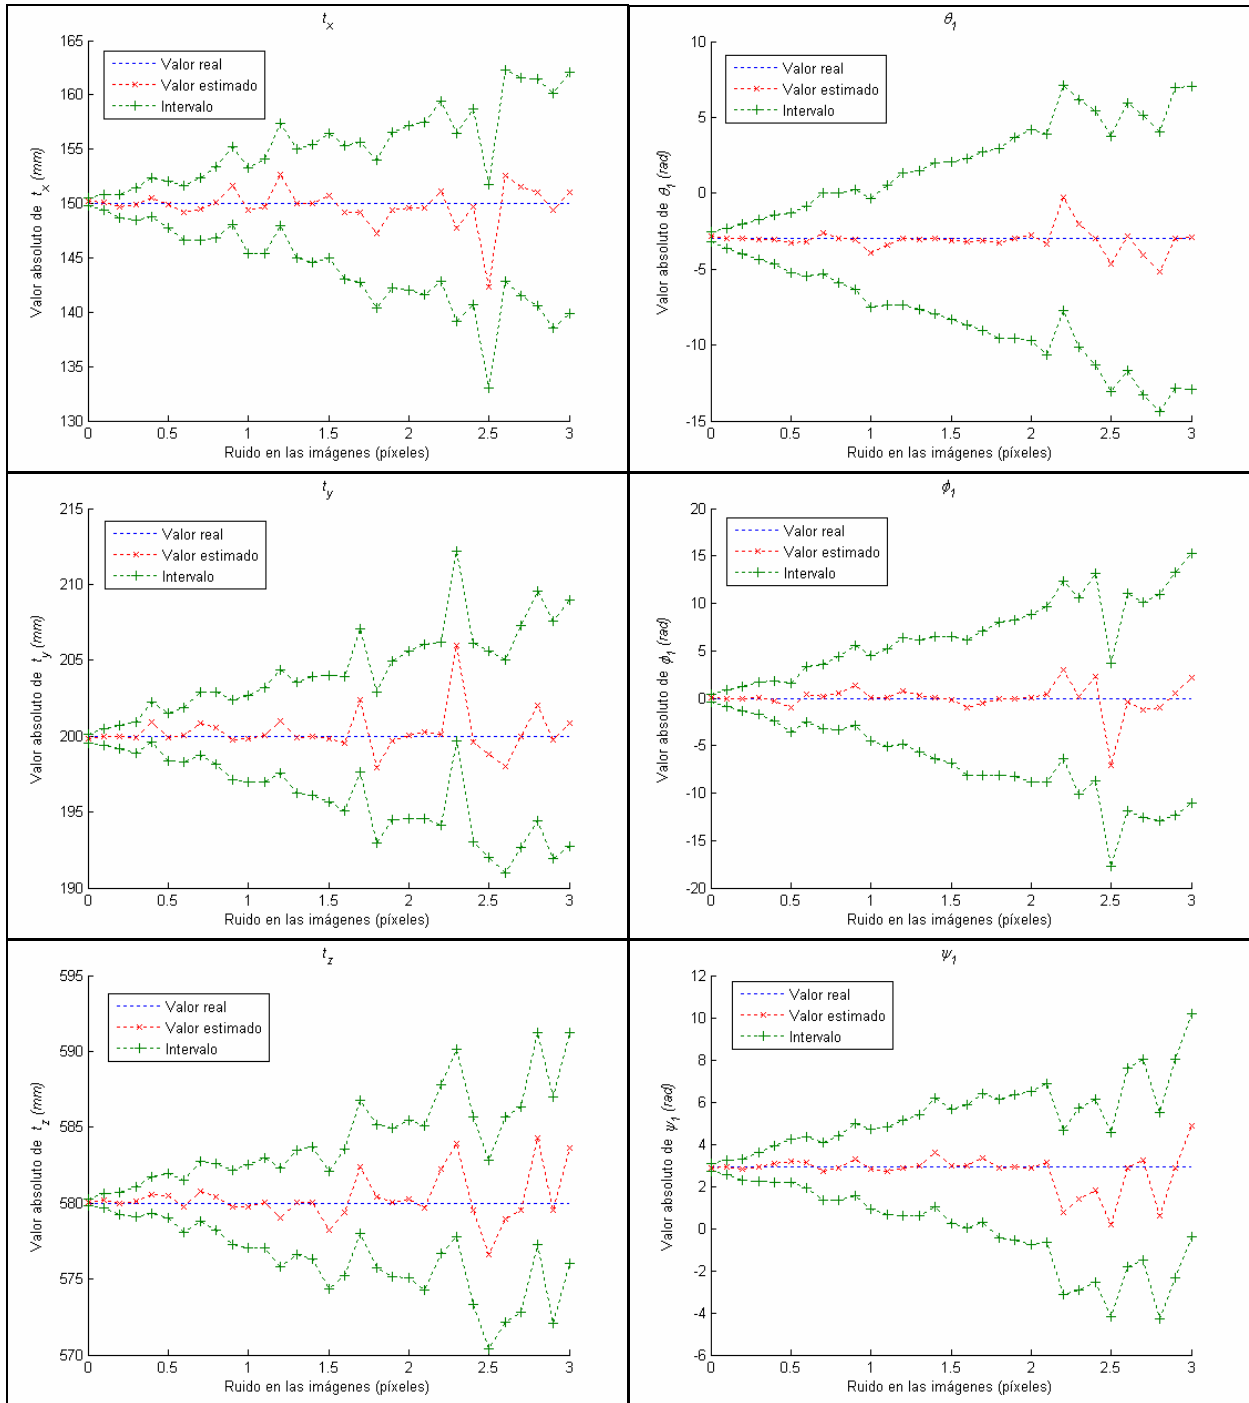 t_x
165
160
155
150
145
140
135
130
Valor absoluto de t_x (mm)
Valor real
Valor estimado
Intervalo
0 0.5 1 1.5 2 2.5 3
Ruido en las imágenes (píxeles)
θ_1
10
5
0
-5
-10
-15
Valor absoluto de θ_1 (rad)
Valor real
Valor estimado
Intervalo
0 0.5 1 1.5 2 2.5 3
Ruido en las imágenes (píxeles)
t_y
215
210
205
200
195
190
Valor absoluto de t_y (mm)
Valor real
Valor estimado
Intervalo
0 0.5 1 1.5 2 2.5 3
Ruido en las imágenes (píxeles)
ϕ_1
20
15
10
5
0
-5
-10
-15
-20
Valor absoluto de ϕ_1 (rad)
Valor real
Valor estimado
Intervalo
0 0.5 1 1.5 2 2.5 3
Ruido en las imágenes (píxeles)
t_z
595
590
585
580
575
570
Valor absoluto de t_z (mm)
Valor real
Valor estimado
Intervalo
0 0.5 1 1.5 2 2.5 3
Ruido en las imágenes (píxeles)
ψ_1
12
10
8
6
4
2
0
-2
-4
-6
Valor absoluto de ψ_1 (rad)
Valor real
Valor estimado
Intervalo
0 0.5 1 1.5 2 2.5 3
Ruido en las imágenes (píxeles)